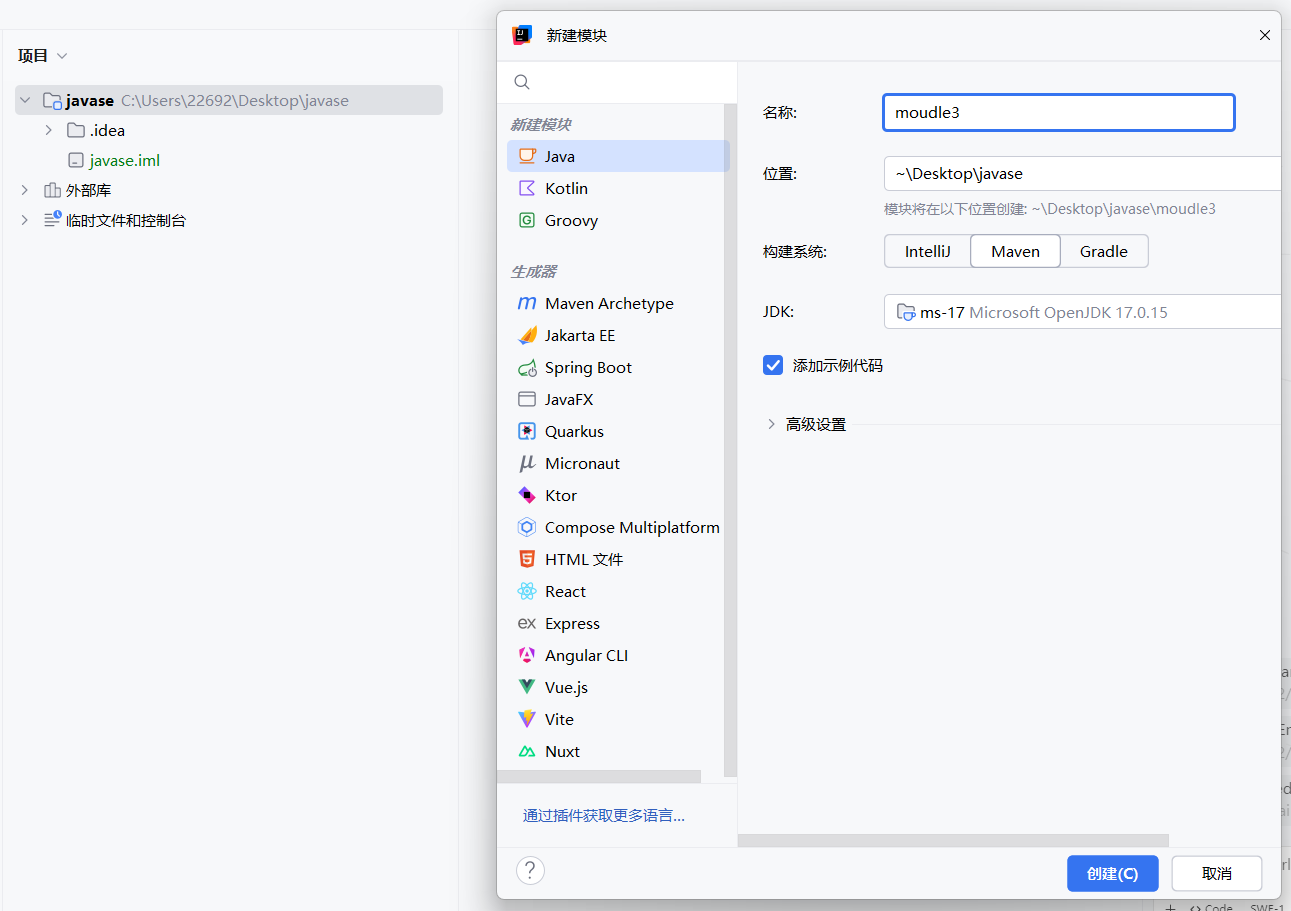 项目
javase C:\Users\22692\Desktop\javase
.idea
javase.iml
外部库
临时文件和控制台
新建模块
新建模块
Java
Kotlin
Groovy
生成器
Maven Archetype
Jakarta EE
Spring Boot
JavaFX
Quarkus
Micronaut
Ktor
Compose Multiplatform
HTML 文件
React
Express
Angular CLI
Vue.js
Vite
Nuxt
通过插件获取更多语言...
名称:
moudle3
位置:
~\Desktop\javase
模块将在以下位置创建: ~\Desktop\javase\moudle3
构建系统:
IntelliJ
Maven
Gradle
JDK:
ms-17 Microsoft OpenJDK 17.0.15
添加示例代码
高级设置
?
创建(C)
取消
Code
SWE-1